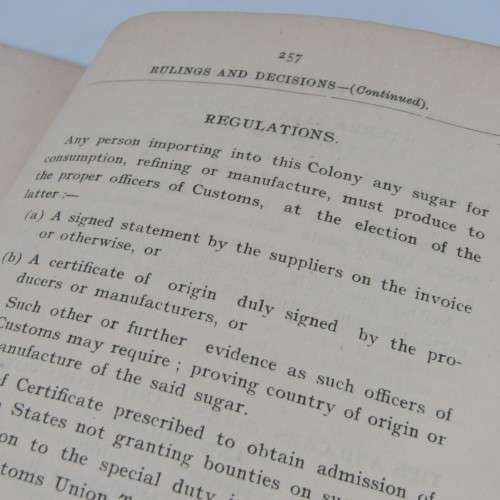 257
RULINGS AND DECISIONS—(Continued).
REGULATIONS.
Any person importing into this Colony any sugar for
consumption, refining or manufacture, must produce to
the proper officers of Customs, at the election of the
latter:—
(a) A signed statement by the suppliers on the invoice
or otherwise, or
(b) A certificate of origin duly signed by the pro-
ducers or manufacturers, or
Such other or further evidence as such officers of
Customs may require; proving country of origin or
anufacture of the said sugar.
of Certificate prescribed to obtain admission of
States not granting bounties on su
on to the special duty i
toms Union T